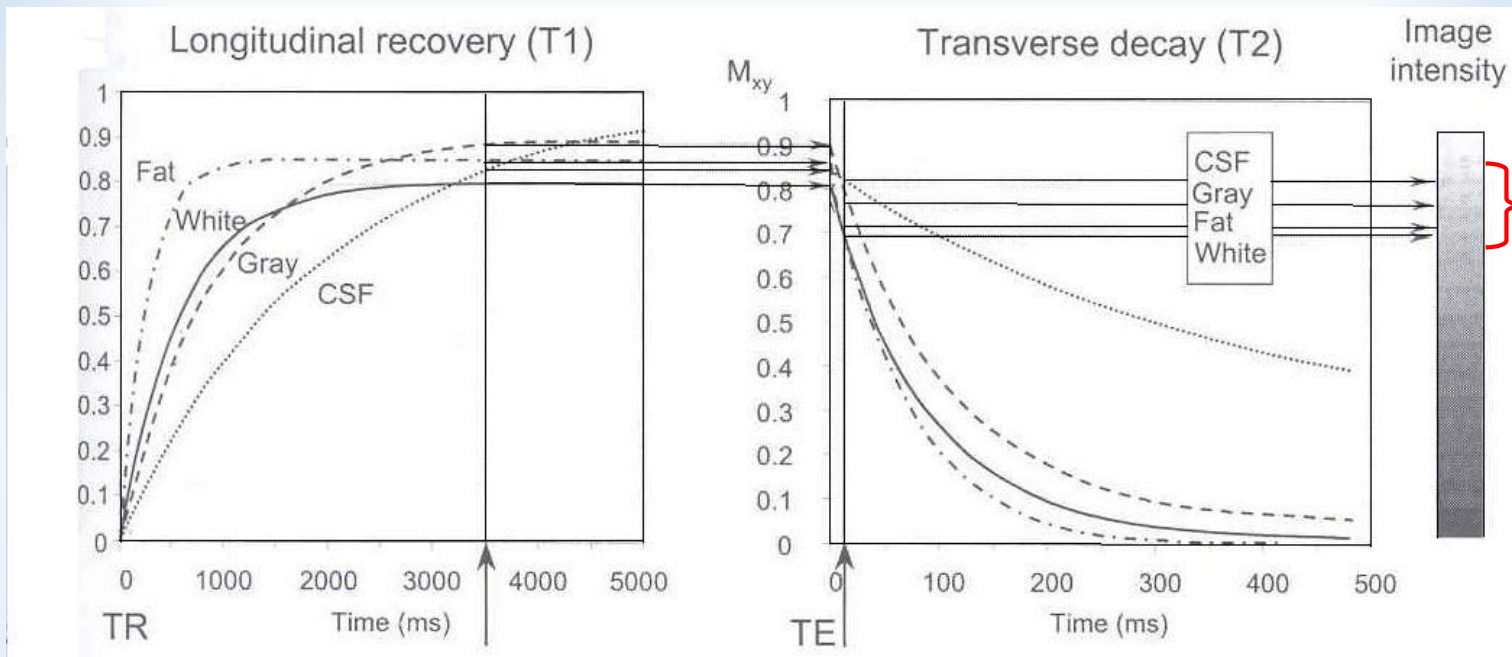 Longitudinal recovery (T1)
1
0.9
0.8
0.7
0.6
0.5
0.4
0.3
0.2
0.1
0
Fat
White
Gray
CSF
0 1000 2000 3000 4000 5000
TR
Time (ms)
Transverse decay (T2)
Mxy
1
0.9
0.8
0.7
0.6
0.5
0.4
0.3
0.2
0.1
0
CSF
Gray
Fat
White
0 100 200 300 400 500
TE
Time (ms)
Image
intensity